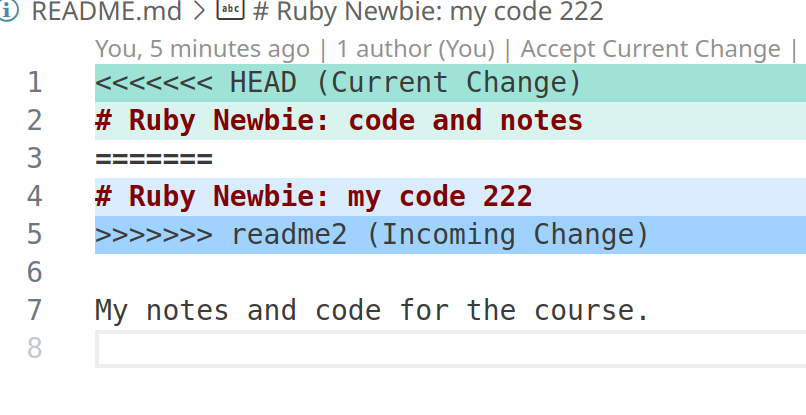 README.md > abc # Ruby Newbie: my code 222
You, 5 minutes ago | 1 author (You) | Accept Current Change |
1 <<<<<<< HEAD (Current Change)
2 # Ruby Newbie: code and notes
3 =======
4 # Ruby Newbie: my code 222
5 >>>>>>> readme2 (Incoming Change)
6
7 My notes and code for the course.
8